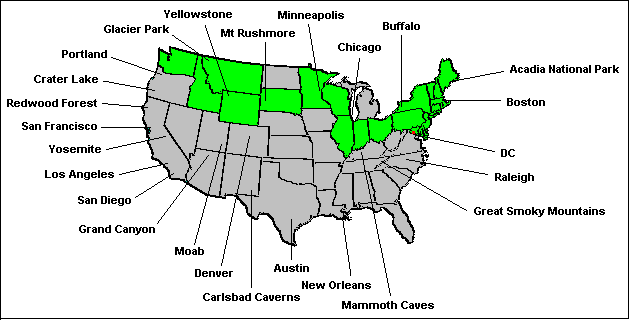 Yellowstone
Minneapolis
Glacier Park
Mt Rushmore
Buffalo
Portland
Chicago
Crater Lake
Acadia National Park
Redwood Forest
Boston
San Francisco
Yosemite
DC
Los Angeles
Raleigh
San Diego
Great Smoky Mountains
Grand Canyon
Moab
Denver
Austin
New Orleans
Carlsbad Caverns
Mammoth Caves